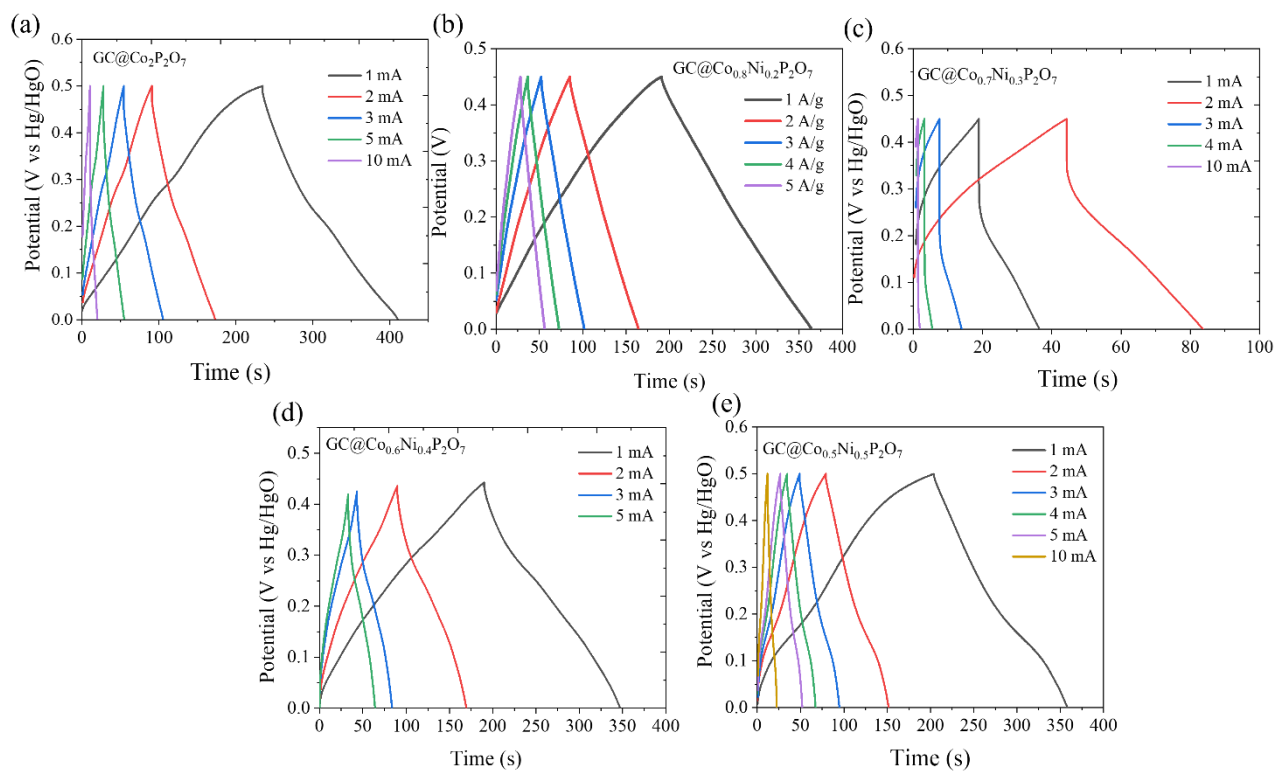 (a)
GC@Co₂P₂O₇
1 mA
2 mA
3 mA
5 mA
10 mA
Potential (V vs Hg/HgO)
0.6
0.5
0.4
0.3
0.2
0.1
0.0
0 100 200 300 400
Time (s)
(b)
GC@Co₀.₈Ni₀.₂P₂O₇
1 A/g
2 A/g
3 A/g
4 A/g
5 A/g
Potential (V)
0.5
0.4
0.3
0.2
0.1
0.0
0 50 100 150 200 250 300 350 400
Time (s)
(c)
GC@Co₀.₇Ni₀.₃P₂O₇
1 mA
2 mA
3 mA
4 mA
10 mA
Potential (V vs Hg/HgO)
0.6
0.5
0.4
0.3
0.2
0.1
0.0
0 20 40 60 80 100
Time (s)
(d)
GC@Co₀.₆Ni₀.₄P₂O₇
1 mA
2 mA
3 mA
5 mA
Potential (V vs Hg/HgO)
0.5
0.4
0.3
0.2
0.1
0.0
0 50 100 150 200 250 300 350 400
Time (s)
(e)
GC@Co₀.₅Ni₀.₅P₂O₇
1 mA
2 mA
3 mA
4 mA
5 mA
10 mA
Potential (V vs Hg/HgO)
0.6
0.5
0.4
0.3
0.2
0.1
0.0
0 50 100 150 200 250 300 350 400
Time (s)